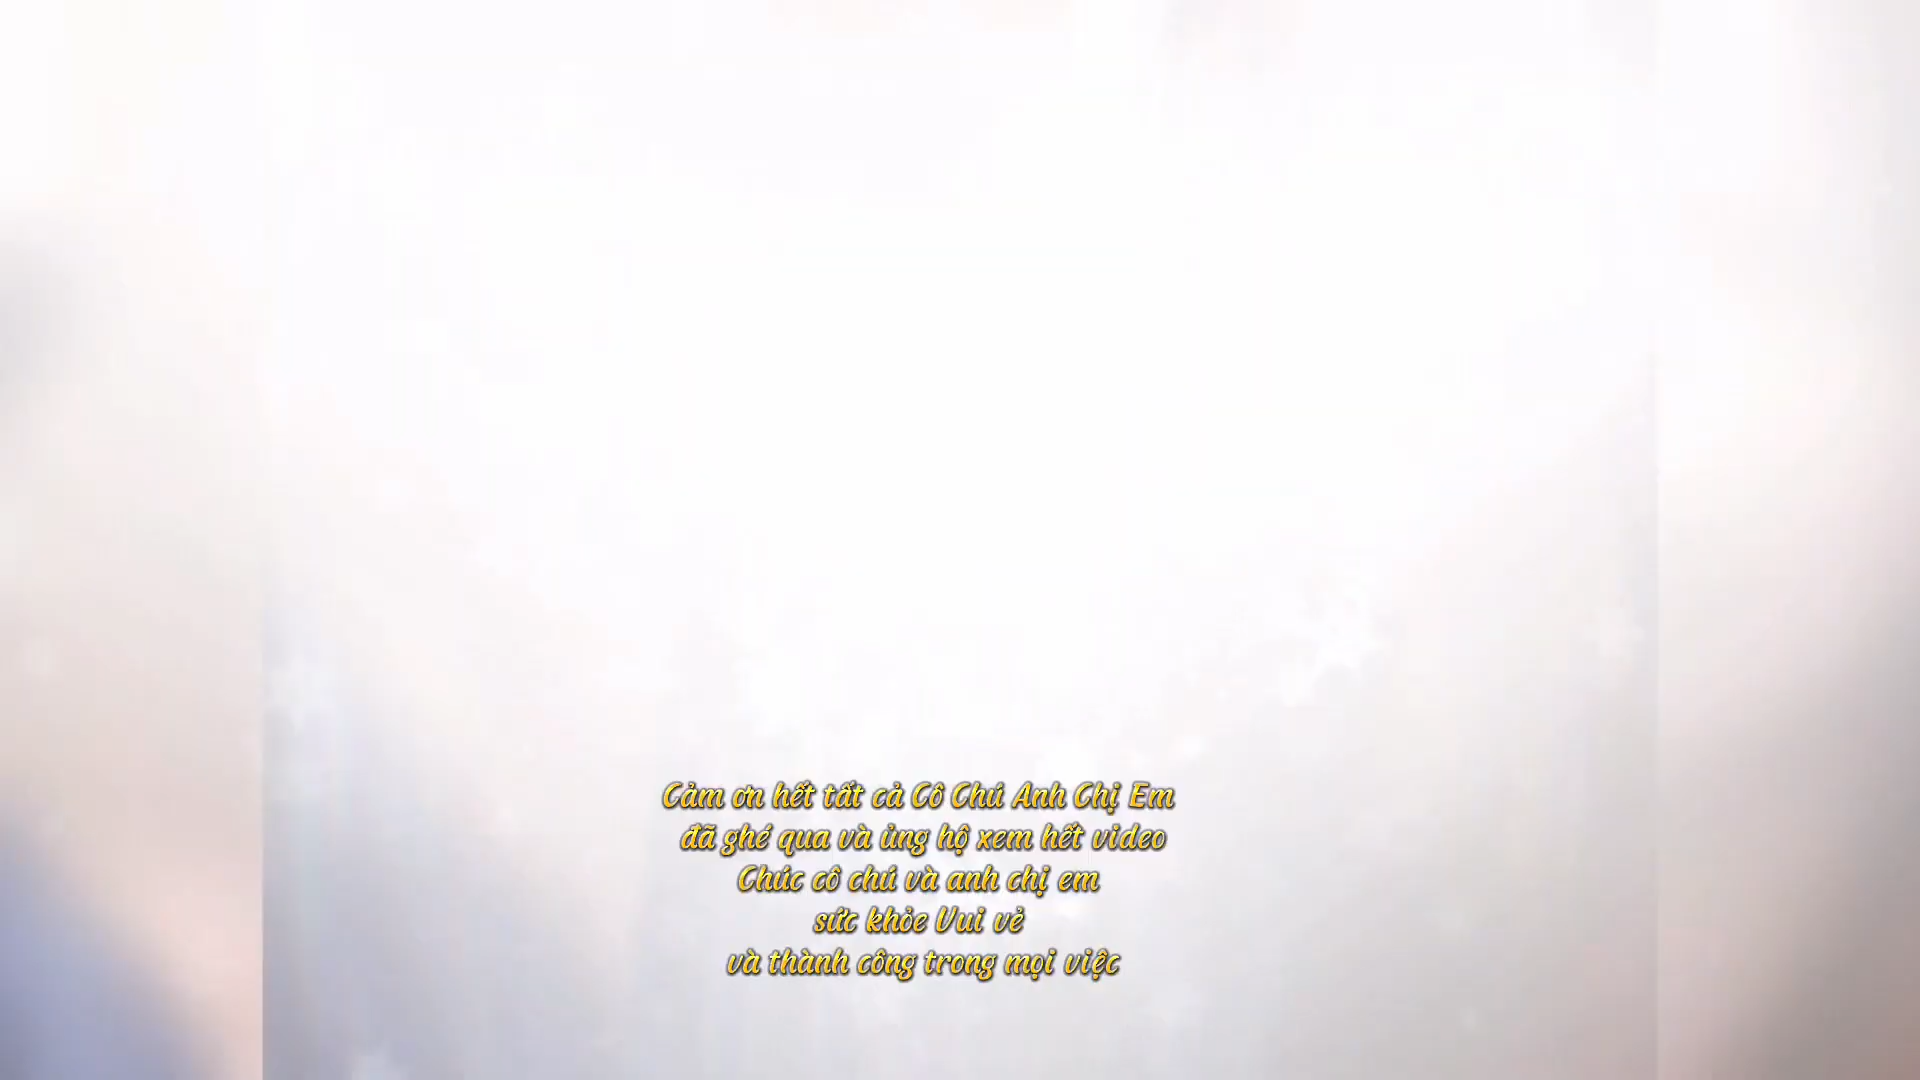 Cảm ơn hết tất cả Cô Chú Anh Chị Em
đã ghé qua và ủng hộ xem hết video
Chúc cô chú và anh chị em
sức khỏe Vui vẻ
và thành công trong mọi việc